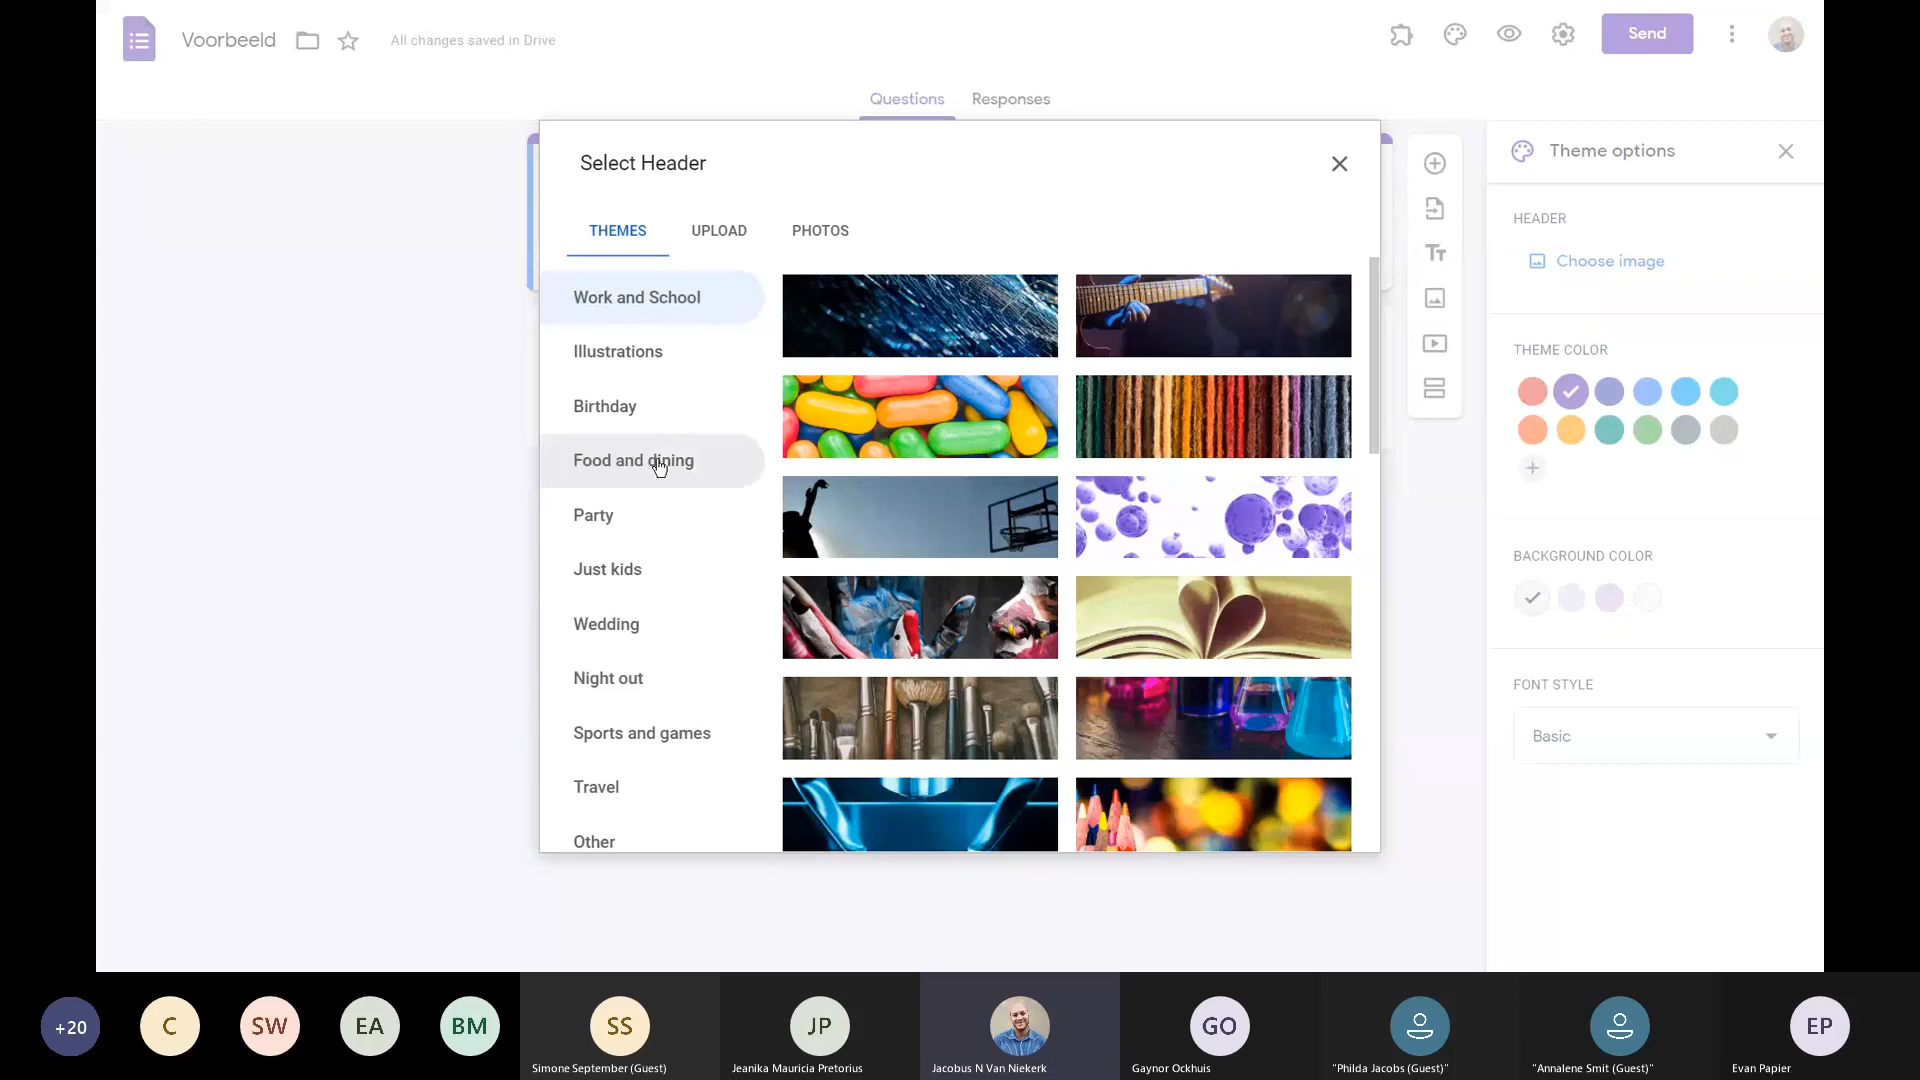 Voorbeeld
All changes saved in Drive
Send
Questions
Responses
Select Header
THEMES
UPLOAD
PHOTOS
Work and School
Illustrations
Birthday
Food and dining
Party
Just kids
Wedding
Night out
Sports and games
Travel
Other
Tт
Theme options
HEADER
Choose image
THEME COLOR
BACKGROUND COLOR
FONT STYLE
Basic
+20
C
SW
EA
BM
SS
Simone September (Guest)
JP
Jeanika Mauricia Pretorius
Jacobus N Van Niekerk
GO
Gaynor Ockhuis
"Philda Jacobs (Guest)"
"Annalene Smit (Guest)"
EP
Evan Papier